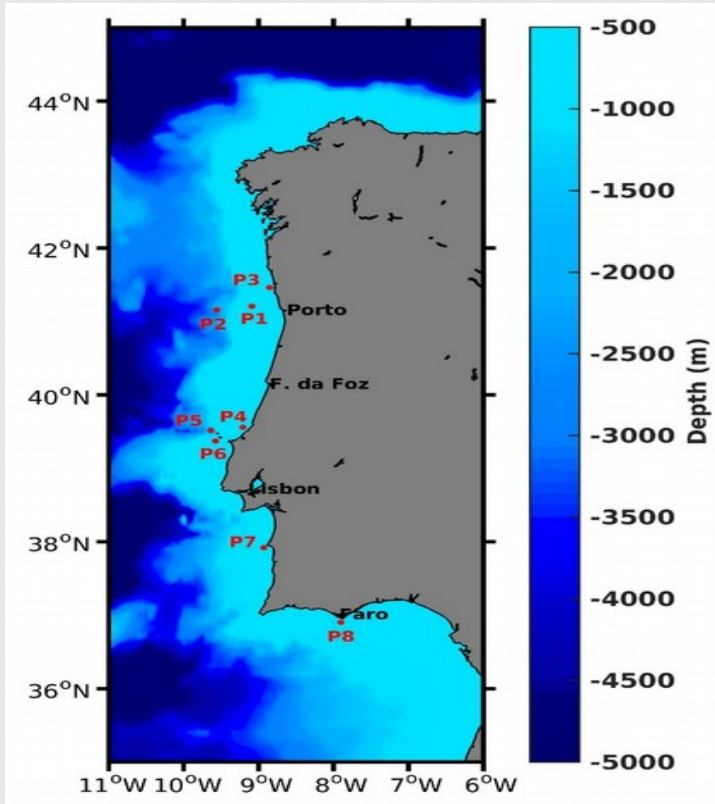 44°N
42°N
40°N
38°N
36°N
11°W 10°W 9°W 8°W 7°W 6°W
P3
P1
P2
Porto
F. da Foz
P5 P4
P6
Lisbon
P7
Faro
P8
-500
-1000
-1500
-2000
-2500
-3000
-3500
-4000
-4500
-5000
Depth (m)